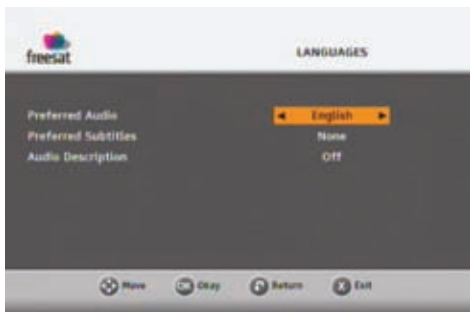 freesat
LANGUAGES
Preferred Audio English
Preferred Subtitles None
Audio Description Off
Move Okay Return Exit